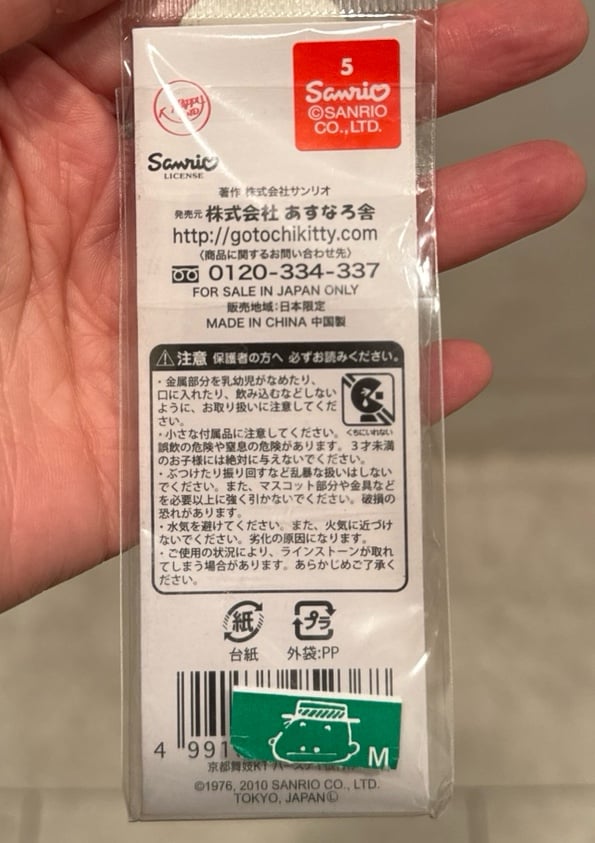 5
Sanrio
©SANRIO
CO., LTD.
Sanrio
LICENSE
著作 株式会社サンリオ
発売元 株式会社 あすなろ舎
http://gotochikitty.com
〈商品に関するお問い合わせ先〉
0120-334-337
FOR SALE IN JAPAN ONLY
販売地域:日本限定
MADE IN CHINA 中国製
注意 保護者の方へ 必ずお読みください。
・金属部分を乳幼児がなめたり、
口に入れたり、飲み込むなどしない
ように、お取り扱いに注意してくだ
さい。
くちにいれない
・小さな付属品に注意してください。
誤飲の危険や窒息の危険があります。3才未満
のお子様には絶対に与えないでください。
・ぶつけたり振り回すなど乱暴な扱いはしない
でください。また、マスコット部分や金具など
を必要以上に強く引かないでください。破損の
恐れがあります。
・水気を避けてください。また、火気に近づけ
ないでください。劣化の原因になります。
・ご使用の状況により、ラインストーンが取れ
てしまう場合があります。あらかじめご了承く
ださい。
紙
プラ
台紙
外袋:PP
4 991
M
京都舞妓KT
©1976, 2010 SANRIO CO., LTD.
TOKYO, JAPAN Ⓛ